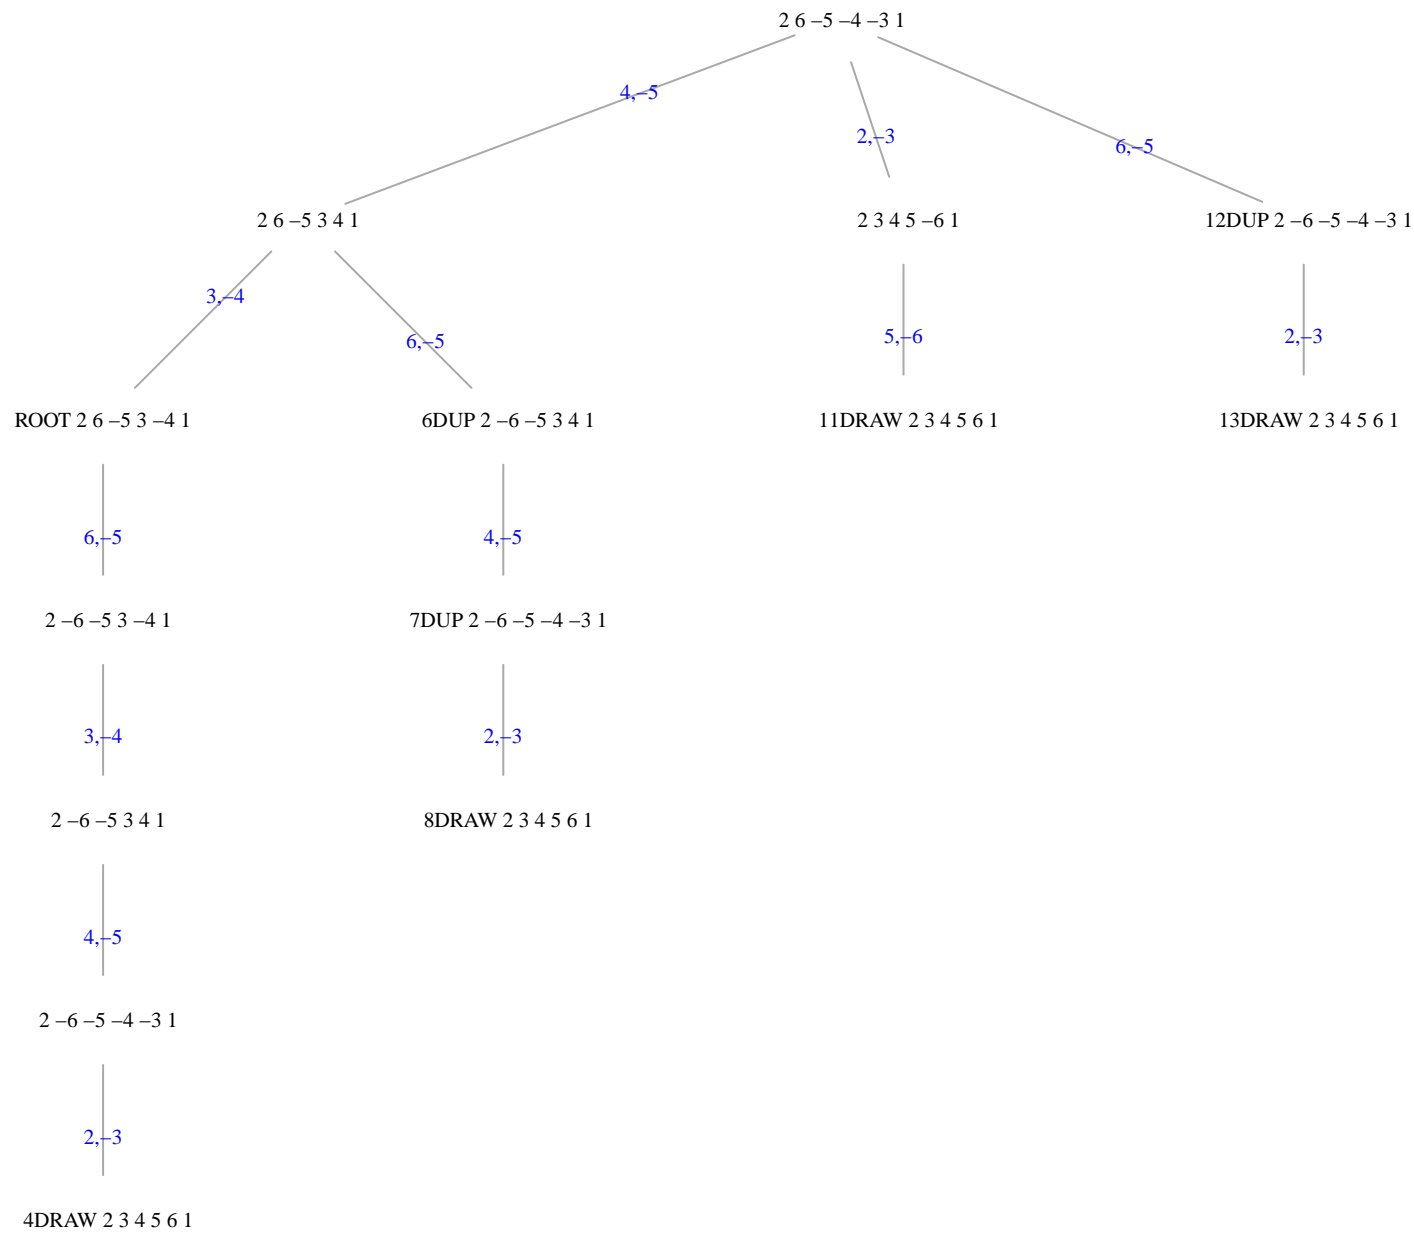 2 6 –5 –4 –3 1
4,–5
2,–3
6,–5
2 6 –5 3 4 1
2 3 4 5 –6 1
12DUP 2 –6 –5 –4 –3 1
3,–4
6,–5
5,–6
2,–3
ROOT 2 6 –5 3 –4 1
6DUP 2 –6 –5 3 4 1
11DRAW 2 3 4 5 6 1
13DRAW 2 3 4 5 6 1
6,–5
4,–5
2 –6 –5 3 –4 1
7DUP 2 –6 –5 –4 –3 1
3,–4
2,–3
2 –6 –5 3 4 1
8DRAW 2 3 4 5 6 1
4,–5
2 –6 –5 –4 –3 1
2,–3
4DRAW 2 3 4 5 6 1